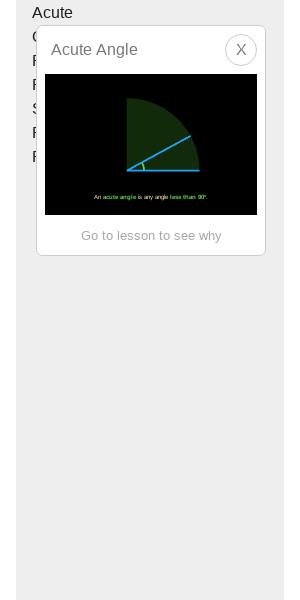 Acute
Acute Angle
X
An acute angle is any angle less than 90°.
Go to lesson to see why